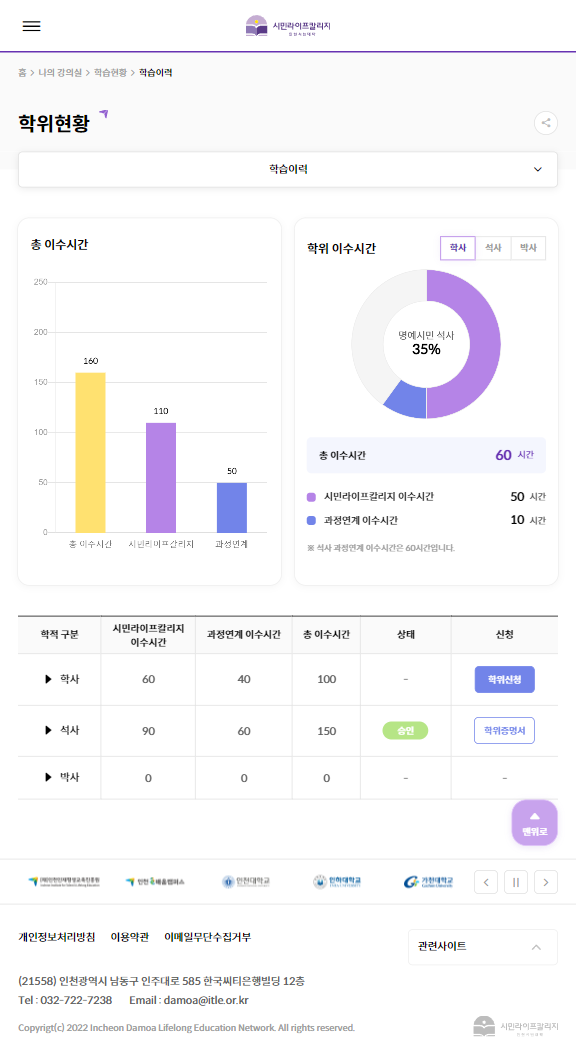 시민라이프칼리지
홈 > 나의 강의실 > 학습현황 > 학습이력
학위현황
학습이력
총 이수시간
250
200
150
100
50
0
160
110
50
총 이수시간
시민라이프칼리지
과정연계
학위 이수시간
학사 석사 박사
명예시민 석사
35%
총 이수시간 60 시간
시민라이프칼리지 이수시간 50 시간
과정연계 이수시간 10 시간
※ 석사 과정연계 이수시간은 60시간입니다.
학적 구분 시민라이프칼리지 이수시간 과정연계 이수시간 총 이수시간 상태 신청
▶ 학사 60 40 100 - 학위신청
▶ 석사 90 60 150 승인 학위증명서
▶ 박사 0 0 0 - -
맨위로
인천대학교
인하대학교
가천대학교
개인정보처리방침 이용약관 이메일무단수집거부
관련사이트
(21558) 인천광역시 남동구 인주대로 585 한국씨티은행빌딩 12층
Tel : 032-722-7238 Email : damoa@itle.or.kr
Copyrigt(c) 2022 Incheon Damoa Lifelong Education Network. All rights reserved.
시민라이프칼리지